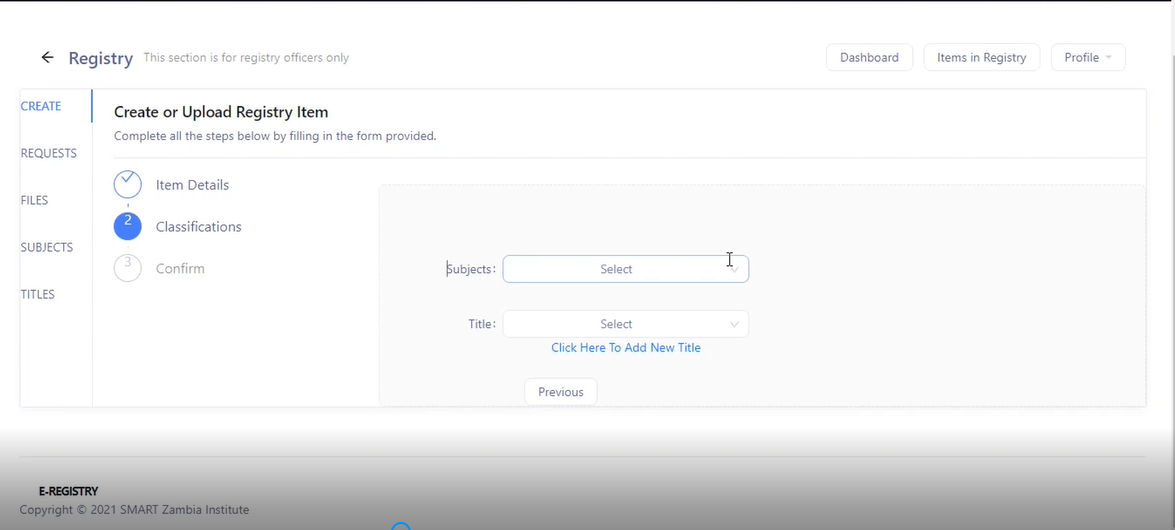 Registry This section is for registry officers only Dashboard Items in Registry Profile
CREATE
REQUESTS
FILES
SUBJECTS
TITLES
Create or Upload Registry Item
Complete all the steps below by filling in the form provided.
Item Details
2 Classifications
3 Confirm
Subjects: Select
Title: Select
Click Here To Add New Title
Previous
E-REGISTRY
Copyright © 2021 SMART Zambia Institute